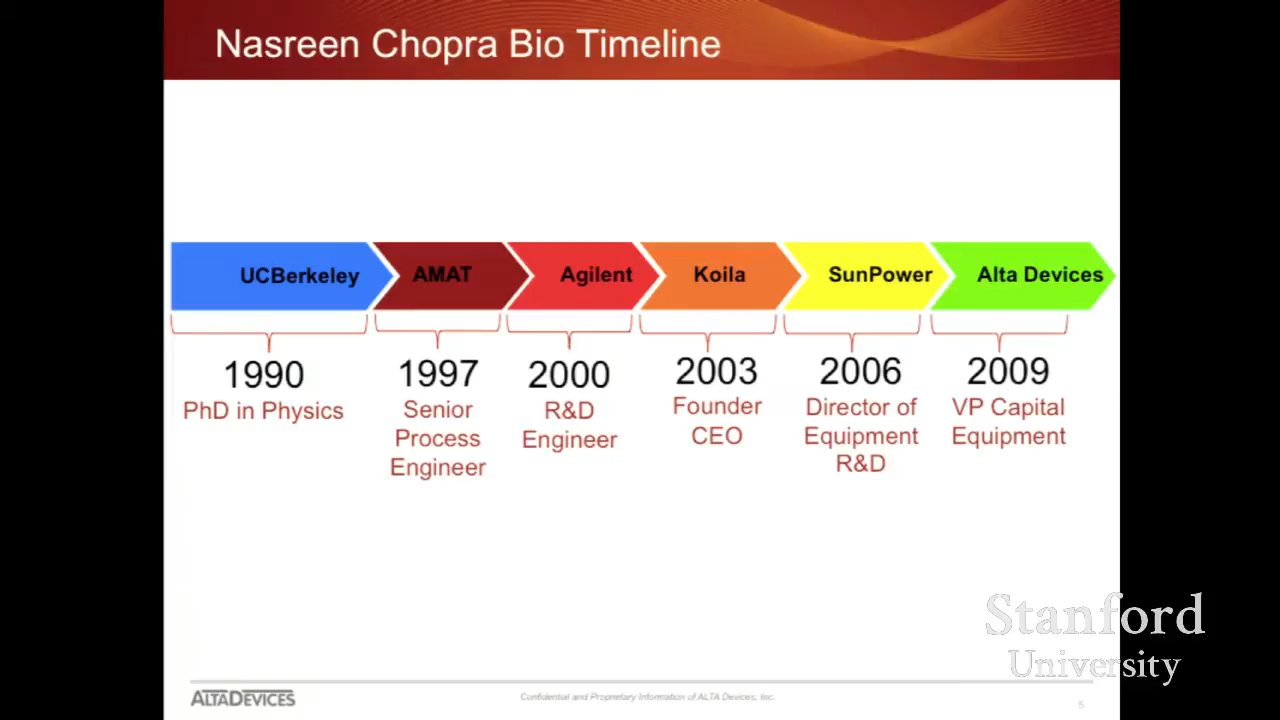 Nasreen Chopra Bio Timeline
UCBerkeley
AMAT
Agilent
Koila
SunPower
Alta Devices
1990
PhD in Physics
1997
Senior
Process
Engineer
2000
R&D
Engineer
2003
Founder
CEO
2006
Director of
Equipment
R&D
2009
VP Capital
Equipment
Stanford
University
ALTADEVICES
Confidential and Proprietary Information of ALTA Devices, Inc.
5